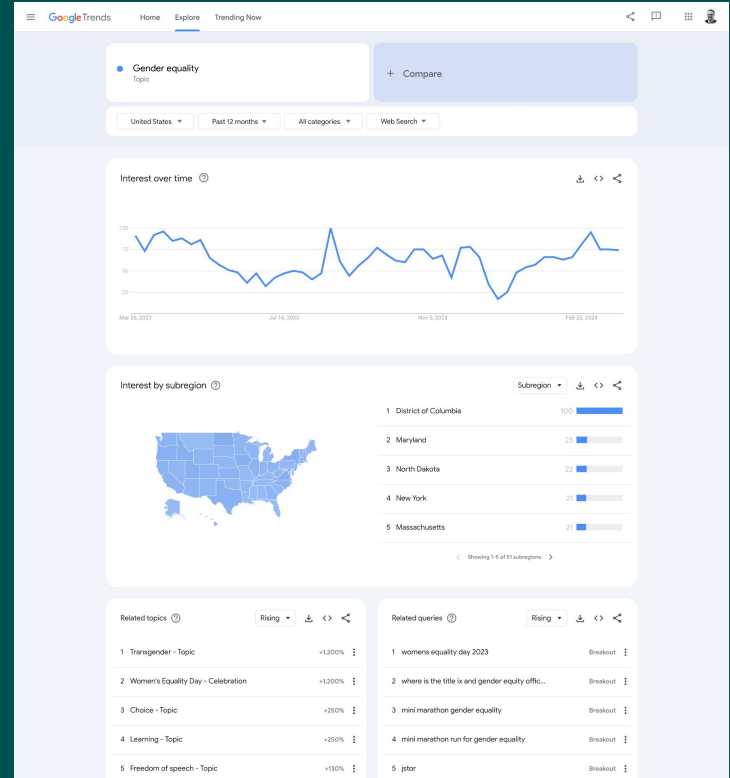 Google Trends
Home Explore Trending Now
Gender equality
Topic
+ Compare
United States
Past 12 months
All categories
Web Search
Interest over time
100
75
50
25
Mar 26, 2023
Jul 16, 2023
Nov 5, 2023
Feb 25, 2024
Interest by subregion
Subregion
1 District of Columbia 100
2 Maryland 23
3 North Dakota 22
4 New York 21
5 Massachusetts 21
Showing 1-5 of 51 subregions
Related topics
Rising
1 Transgender - Topic +1,200%
2 Women's Equality Day - Celebration +1,200%
3 Choice - Topic +250%
4 Learning - Topic +250%
5 Freedom of speech - Topic +130%
Related queries
Rising
1 womens equality day 2023 Breakout
2 where is the title ix and gender equity offic... Breakout
3 mini marathon gender equality Breakout
4 mini marathon run for gender equality Breakout
5 jstor Breakout